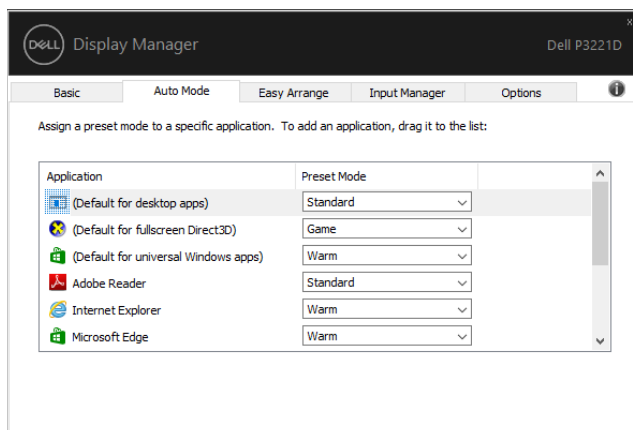 DELL Display Manager Dell P3221D
Basic Auto Mode Easy Arrange Input Manager Options
Assign a preset mode to a specific application. To add an application, drag it to the list:
Application Preset Mode
(Default for desktop apps) Standard
(Default for fullscreen Direct3D) Game
(Default for universal Windows apps) Warm
Adobe Reader Standard
Internet Explorer Warm
Microsoft Edge Warm